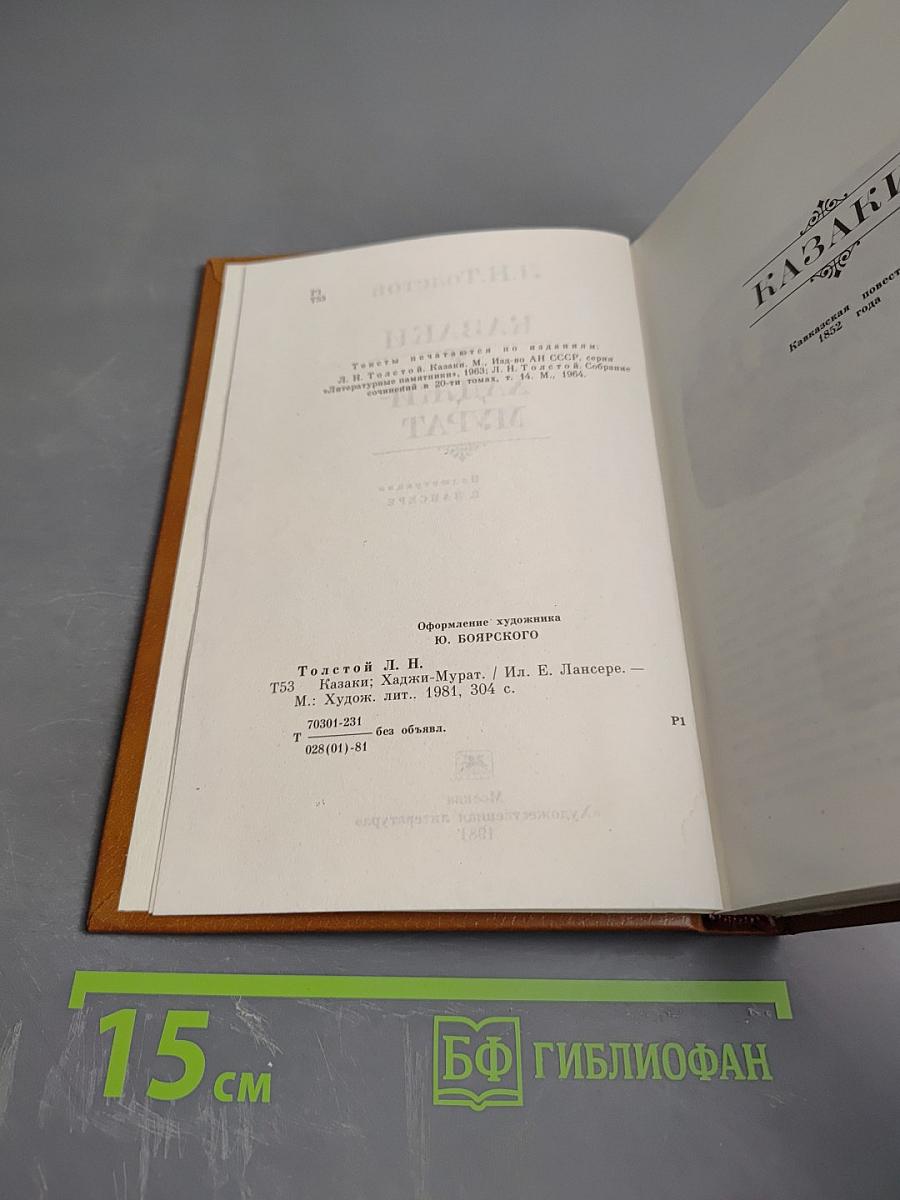 Р1
Т53
Тексты печатаются по изданиям:
Л. Н. Толстой. Казаки. М., Изд-во АН СССР, серия
«Литературные памятники», 1963; Л. Н. Толстой. Собрание
сочинений в 20-ти томах, т. 14. М., 1964.
Оформление художника
Ю. БОЯРСКОГО
Толстой Л. Н.
Т53 Казаки; Хаджи-Мурат. / Ил. Е. Лансере. —
М.: Худож. лит.. 1981, 304 с.
70301-231
Т без объявл.
028(01)-81
Р1
КАЗАКИ
Кавказская повест
1852 года
15 см
БФ ГИБЛИОФАН